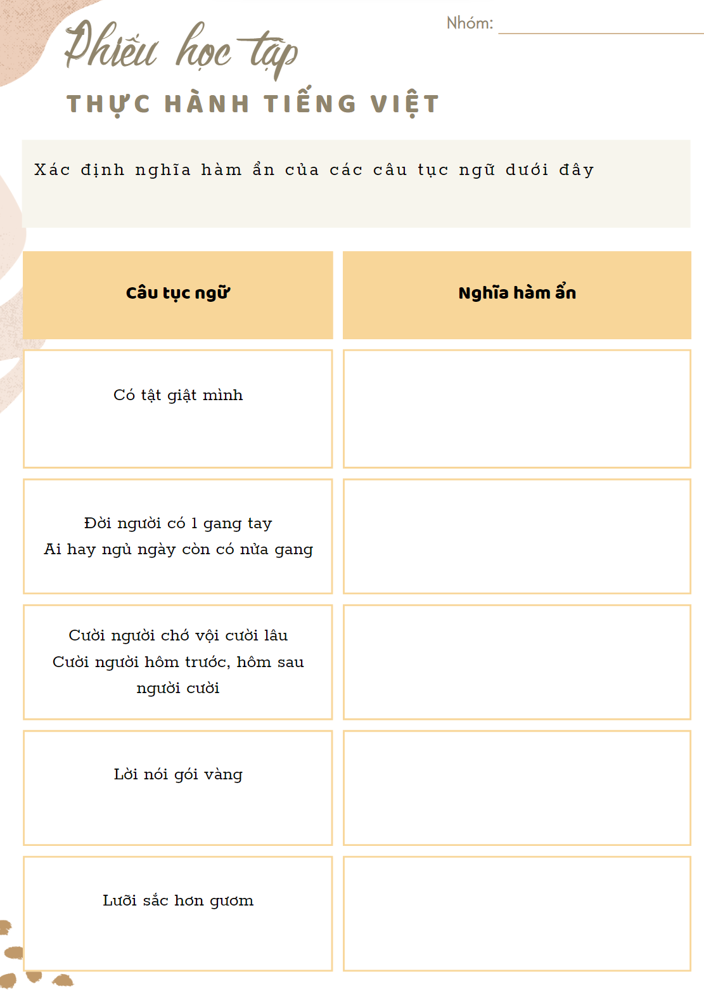 Nhóm:
Phiếu học tập
THỰC HÀNH TIẾNG VIỆT
Xác định nghĩa hàm ẩn của các câu tục ngữ dưới đây
Câu tục ngữ
Nghĩa hàm ẩn
Có tật giật mình
Đời người có 1 gang tay
Ai hay ngủ ngày còn có nửa gang
Cười người chớ vội cười lâu
Cười người hôm trước, hôm sau
người cười
Lời nói gói vàng
Lưỡi sắc hơn gươm